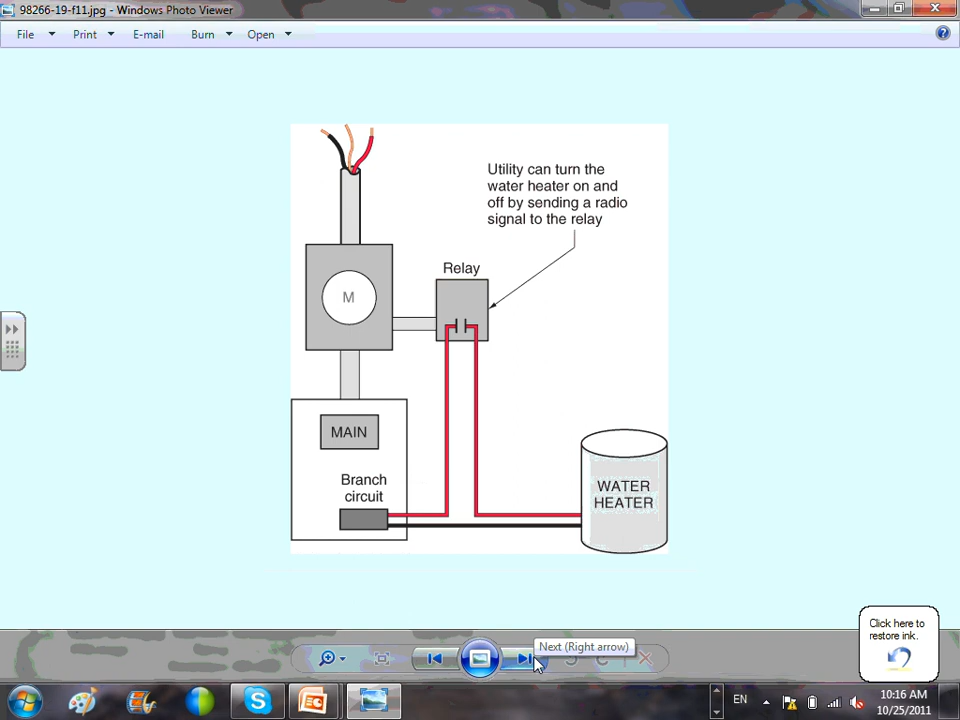 98266-19-f11.jpg - Windows Photo Viewer
File Print E-mail Burn Open
Utility can turn the
water heater on and
off by sending a radio
signal to the relay
Relay
M
MAIN
Branch
circuit
WATER
HEATER
Click here to
restore ink.
Next (Right arrow)
EN
10:16 AM
10/25/2011